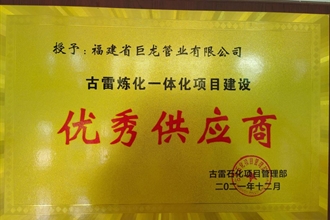 授予：福建省巨龙管业有限公司
古雷炼化一体化项目建设
优秀供应商
古雷石化项目管理部
二〇二一年十二月